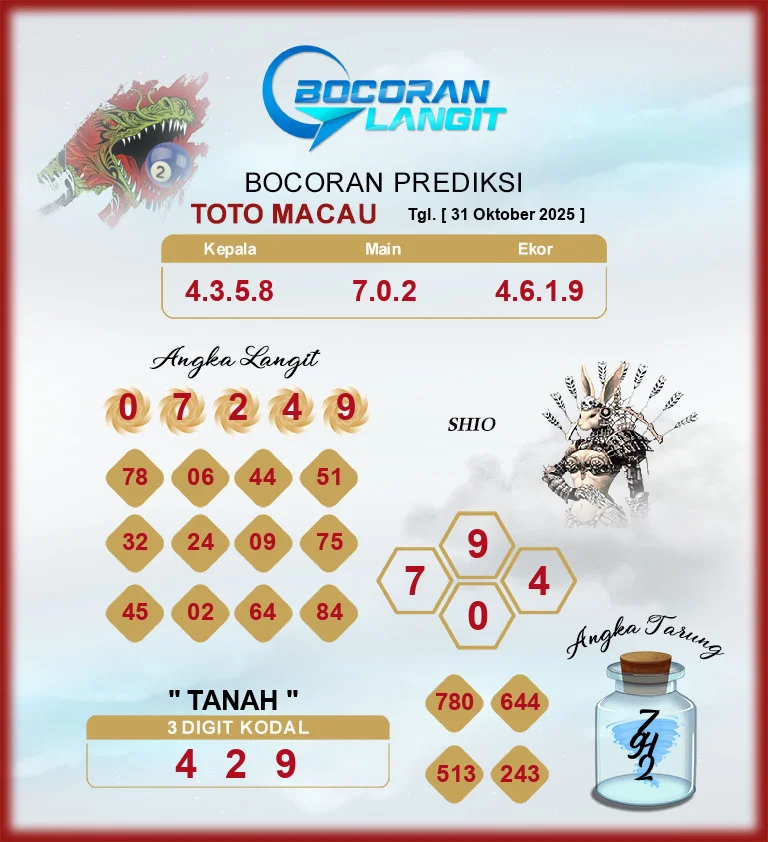 BOCORAN
LANGIT
2
BOCORAN PREDIKSI
TOTO MACAU Tgl. [ 31 Oktober 2025 ]
Kepala Main Ekor
4.3.5.8 7.0.2 4.6.1.9
Angka Langit
0 7 2 4 9
SHIO
78 06 44 51
32 24 09 75
45 02 64 84
9
7 4
0
Angka Tarung
" TANAH "
3 DIGIT KODAL
4 2 9
780 644
513 243
7
94
2